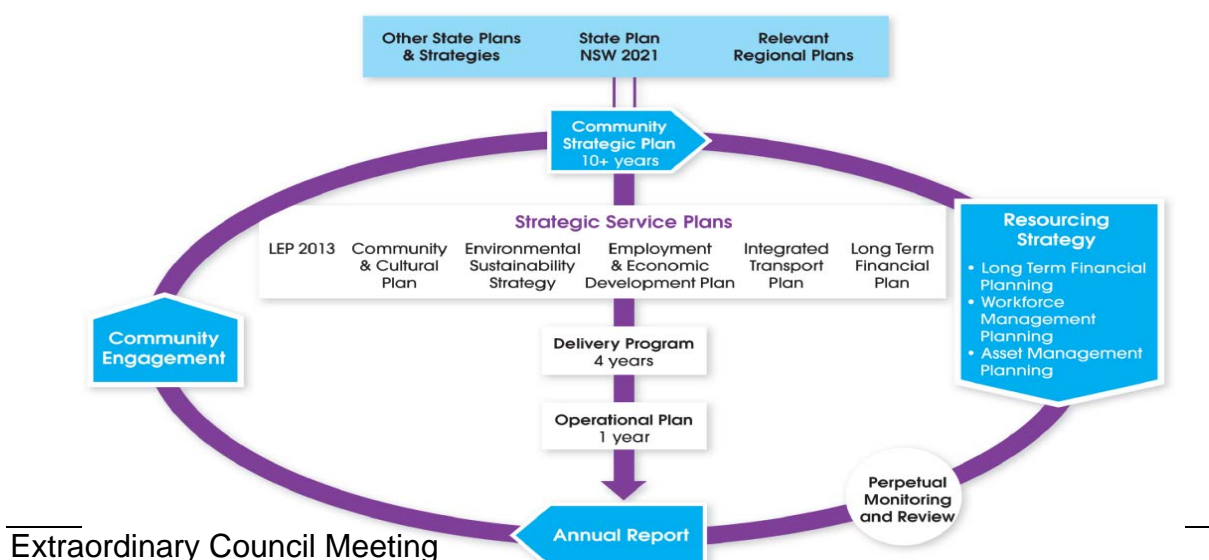 Other State Plans
& Strategies
State Plan
NSW 2021
Relevant
Regional Plans
Community
Strategic Plan
10+ years
Strategic Service Plans
LEP 2013
Community
& Cultural
Plan
Environmental
Sustainability
Strategy
Employment
& Economic
Development Plan
Integrated
Transport
Plan
Long Term
Financial
Plan
Resourcing
Strategy
• Long Term Financial
Planning
• Workforce
Management
Planning
• Asset Management
Planning
Community
Engagement
Delivery Program
4 years
Operational Plan
1 year
Perpetual
Monitoring
and Review
Annual Report
Extraordinary Council Meeting